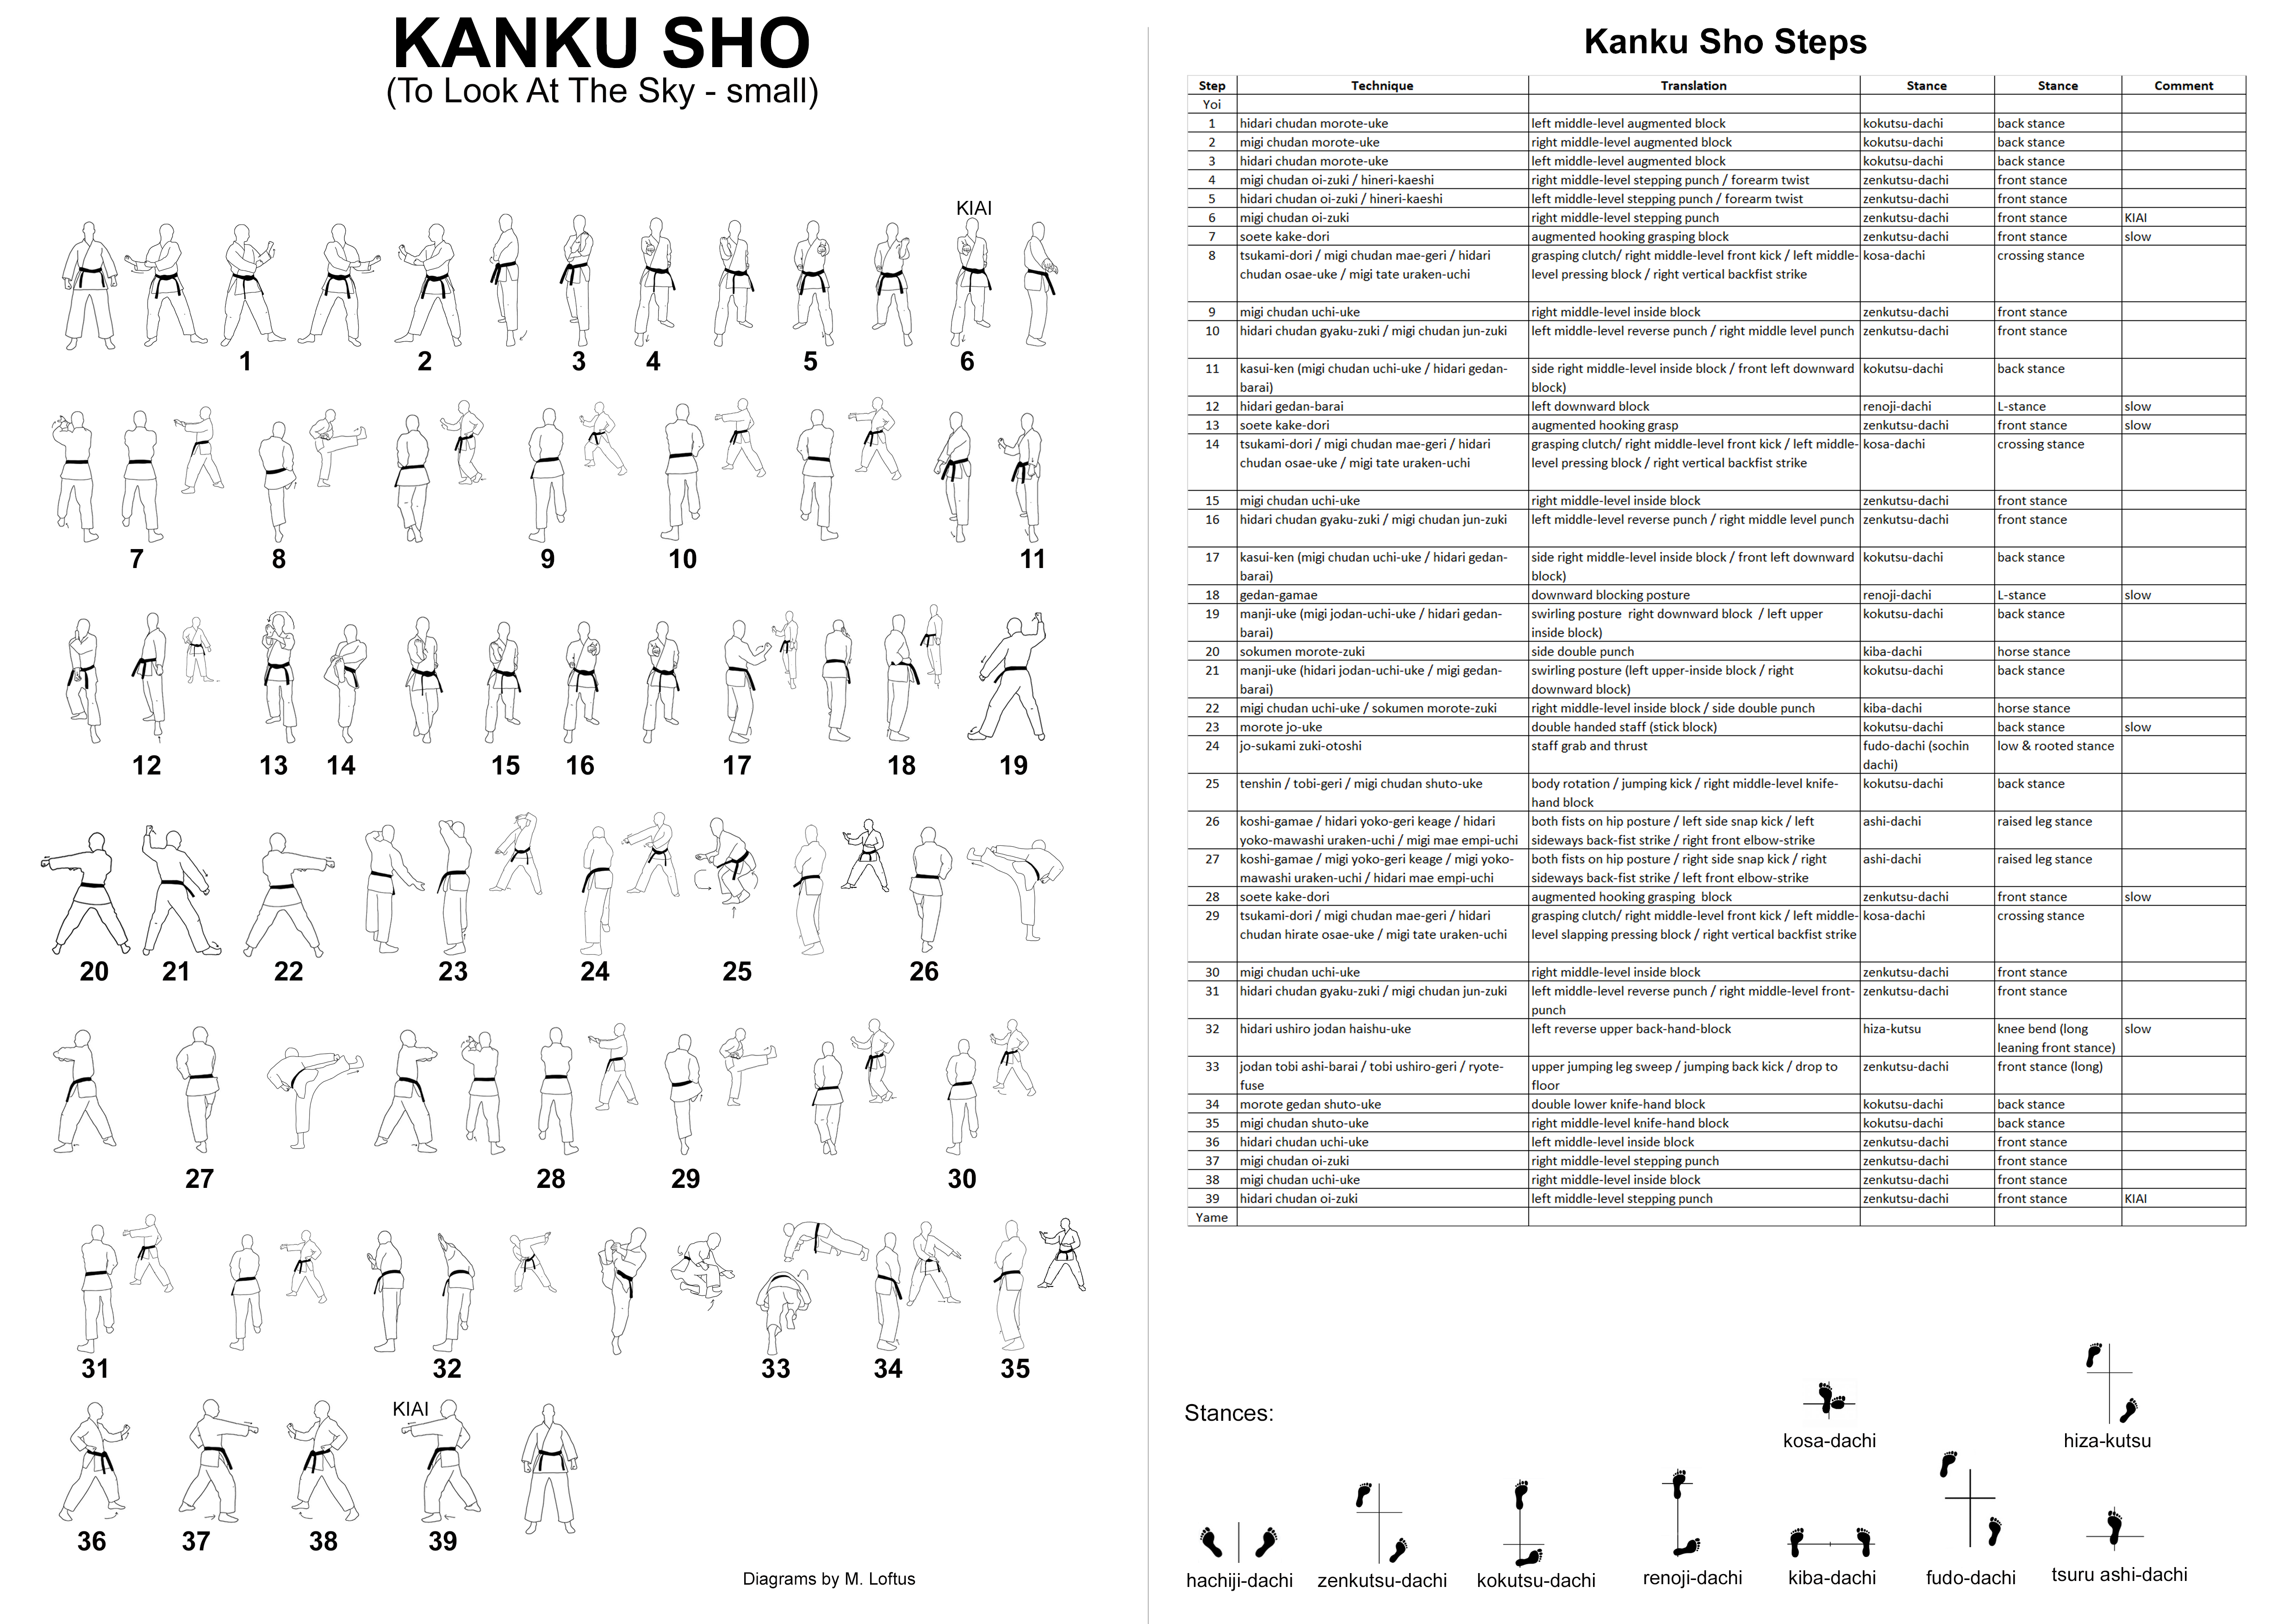 KANKU SHO
(To Look At The Sky - small)
KIAI
1 2 3 4 5 6
7 8 9 10 11
12 13 14 15 16 17 18 19
20 21 22 23 24 25 26
27 28 29 30
31 32 33 34 35
KIAI
36 37 38 39
Diagrams by M. Loftus
Kanku Sho Steps
Step Technique Translation Stance Stance Comment
Yoi
1 hidari chudan morote-uke left middle-level augmented block kokutsu-dachi back stance
2 migi chudan morote-uke right middle-level augmented block kokutsu-dachi back stance
3 hidari chudan morote-uke left middle-level augmented block kokutsu-dachi back stance
4 migi chudan oi-zuki / hineri-kaeshi right middle-level stepping punch / forearm twist zenkutsu-dachi front stance
5 hidari chudan oi-zuki / hineri-kaeshi left middle-level stepping punch / forearm twist zenkutsu-dachi front stance
6 migi chudan oi-zuki right middle-level stepping punch zenkutsu-dachi front stance KIAI
7 soete kake-dori augmented hooking grasping block zenkutsu-dachi front stance slow
8 tsukami-dori / migi chudan mae-geri / hidari grasping clutch/ right middle-level front kick / left middle- kosa-dachi crossing stance
chudan osae-uke / migi tate uraken-uchi level pressing block / right vertical backfist strike
9 migi chudan uchi-uke right middle-level inside block zenkutsu-dachi front stance
10 hidari chudan gyaku-zuki / migi chudan jun-zuki left middle-level reverse punch / right middle level punch zenkutsu-dachi front stance
11 kasui-ken (migi chudan uchi-uke / hidari gedan- side right middle-level inside block / front left downward kokutsu-dachi back stance
barai) block)
12 hidari gedan-barai left downward block renoji-dachi L-stance slow
13 soete kake-dori augmented hooking grasp zenkutsu-dachi front stance slow
14 tsukami-dori / migi chudan mae-geri / hidari grasping clutch/ right middle-level front kick / left middle- kosa-dachi crossing stance
chudan osae-uke / migi tate uraken-uchi level pressing block / right vertical backfist strike
15 migi chudan uchi-uke right middle-level inside block zenkutsu-dachi front stance
16 hidari chudan gyaku-zuki / migi chudan jun-zuki left middle-level reverse punch / right middle level punch zenkutsu-dachi front stance
17 kasui-ken (migi chudan uchi-uke / hidari gedan- side right middle-level inside block / front left downward kokutsu-dachi back stance
barai) block)
18 gedan-gamae downward blocking posture renoji-dachi L-stance slow
19 manji-uke (migi jodan-uchi-uke / hidari gedan- swirling posture right downward block / left upper kokutsu-dachi back stance
barai) inside block)
20 sokumen morote-zuki side double punch kiba-dachi horse stance
21 manji-uke (hidari jodan-uchi-uke / migi gedan- swirling posture (left upper-inside block / right kokutsu-dachi back stance
barai) downward block)
22 migi chudan uchi-uke / sokumen morote-zuki right middle-level inside block / side double punch kiba-dachi horse stance
23 morote jo-uke double handed staff (stick block) kokutsu-dachi back stance slow
24 jo-sukami zuki-otoshi staff grab and thrust fudo-dachi (sochin low & rooted stance
dachi)
25 tenshin / tobi-geri / migi chudan shuto-uke body rotation / jumping kick / right middle-level knife- kokutsu-dachi back stance
hand block
26 koshi-gamae / hidari yoko-geri keage / hidari both fists on hip posture / left side snap kick / left ashi-dachi raised leg stance
yoko-mawashi uraken-uchi / migi mae empi-uchi sideways back-fist strike / right front elbow-strike
27 koshi-gamae / migi yoko-geri keage / migi yoko- both fists on hip posture / right side snap kick / right ashi-dachi raised leg stance
mawashi uraken-uchi / hidari mae empi-uchi sideways back-fist strike / left front elbow-strike
28 soete kake-dori augmented hooking grasping block zenkutsu-dachi front stance slow
29 tsukami-dori / migi chudan mae-geri / hidari grasping clutch/ right middle-level front kick / left middle- kosa-dachi crossing stance
chudan hirate osae-uke / migi tate uraken-uchi level slapping pressing block / right vertical backfist strike
30 migi chudan uchi-uke right middle-level inside block zenkutsu-dachi front stance
31 hidari chudan gyaku-zuki / migi chudan jun-zuki left middle-level reverse punch / right middle-level front- zenkutsu-dachi front stance
punch
32 hidari ushiro jodan haishu-uke left reverse upper back-hand-block hiza-kutsu knee bend (long slow
leaning front stance)
33 jodan tobi ashi-barai / tobi ushiro-geri / ryote- upper jumping leg sweep / jumping back kick / drop to zenkutsu-dachi front stance (long)
fuse floor
34 morote gedan shuto-uke double lower knife-hand block kokutsu-dachi back stance
35 migi chudan shuto-uke right middle-level knife-hand block kokutsu-dachi back stance
36 hidari chudan uchi-uke left middle-level inside block zenkutsu-dachi front stance
37 migi chudan oi-zuki right middle-level stepping punch zenkutsu-dachi front stance
38 migi chudan uchi-uke right middle-level inside block zenkutsu-dachi front stance
39 hidari chudan oi-zuki left middle-level stepping punch zenkutsu-dachi front stance KIAI
Yame
Stances:
kosa-dachi hiza-kutsu
hachiji-dachi zenkutsu-dachi kokutsu-dachi renoji-dachi kiba-dachi fudo-dachi tsuru ashi-dachi